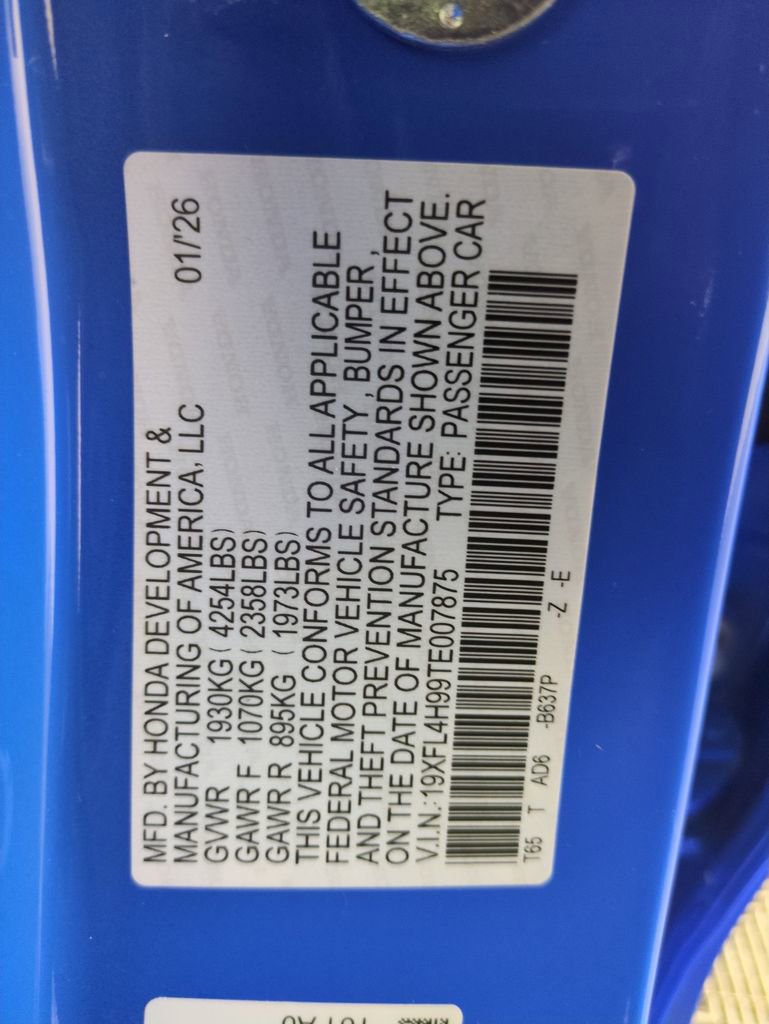 MFD. BY HONDA DEVELOPMENT &
MANUFACTURING OF AMERICA, LLC 01/'26
GVWR 1930KG ( 4254LBS)
GAWR F 1070KG ( 2358LBS)
GAWR R 895KG ( 1973LBS)
THIS VEHICLE CONFORMS TO ALL APPLICABLE
FEDERAL MOTOR VEHICLE SAFETY , BUMPER ,
AND THEFT PREVENTION STANDARDS IN EFFECT
ON THE DATE OF MANUFACTURE SHOWN ABOVE.
V.I.N.:19XFL4H99TE007875 TYPE: PASSENGER CAR
T65 T AD6 -B637P -Z -E